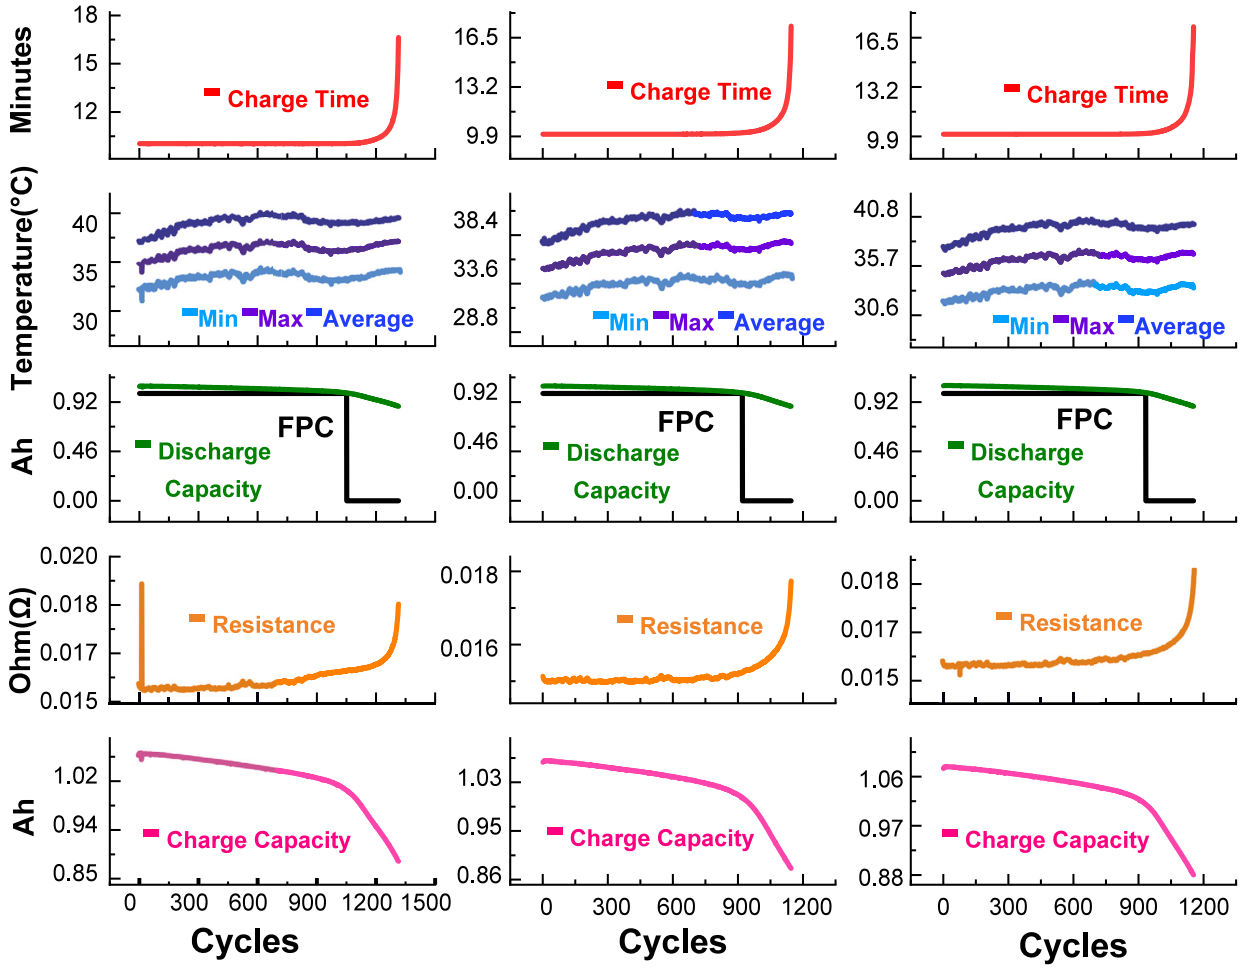 Minutes
18
15
12
Charge Time
16.5
13.2
9.9
Charge Time
16.5
13.2
9.9
Charge Time
Temperature(°C)
40
35
30
Min Max Average
38.4
33.6
28.8
Min Max Average
40.8
35.7
30.6
Min Max Average
Ah
0.92
0.46
0.00
FPC
Discharge
Capacity
0.92
0.46
0.00
FPC
Discharge
Capacity
0.92
0.46
0.00
FPC
Discharge
Capacity
Ohm(Ω)
0.020
0.018
0.017
0.015
Resistance
0.018
0.016
Resistance
0.018
0.017
0.015
Resistance
Ah
1.02
0.94
0.85
Charge Capacity
1.03
0.95
0.86
Charge Capacity
1.06
0.97
0.88
Charge Capacity
0 300 600 900 1200 1500
0 300 600 900 1200
0 300 600 900 1200
Cycles
Cycles
Cycles